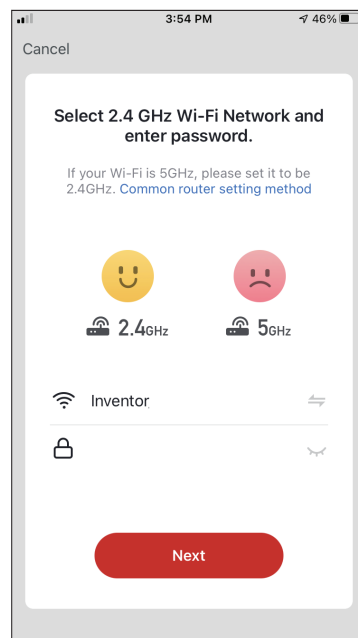 3:54 PM
46%
Cancel
Select 2.4 GHz Wi-Fi Network and
enter password.
If your Wi-Fi is 5GHz, please set it to be
2.4GHz. Common router setting method
2.4GHz
5GHz
Inventor
Next